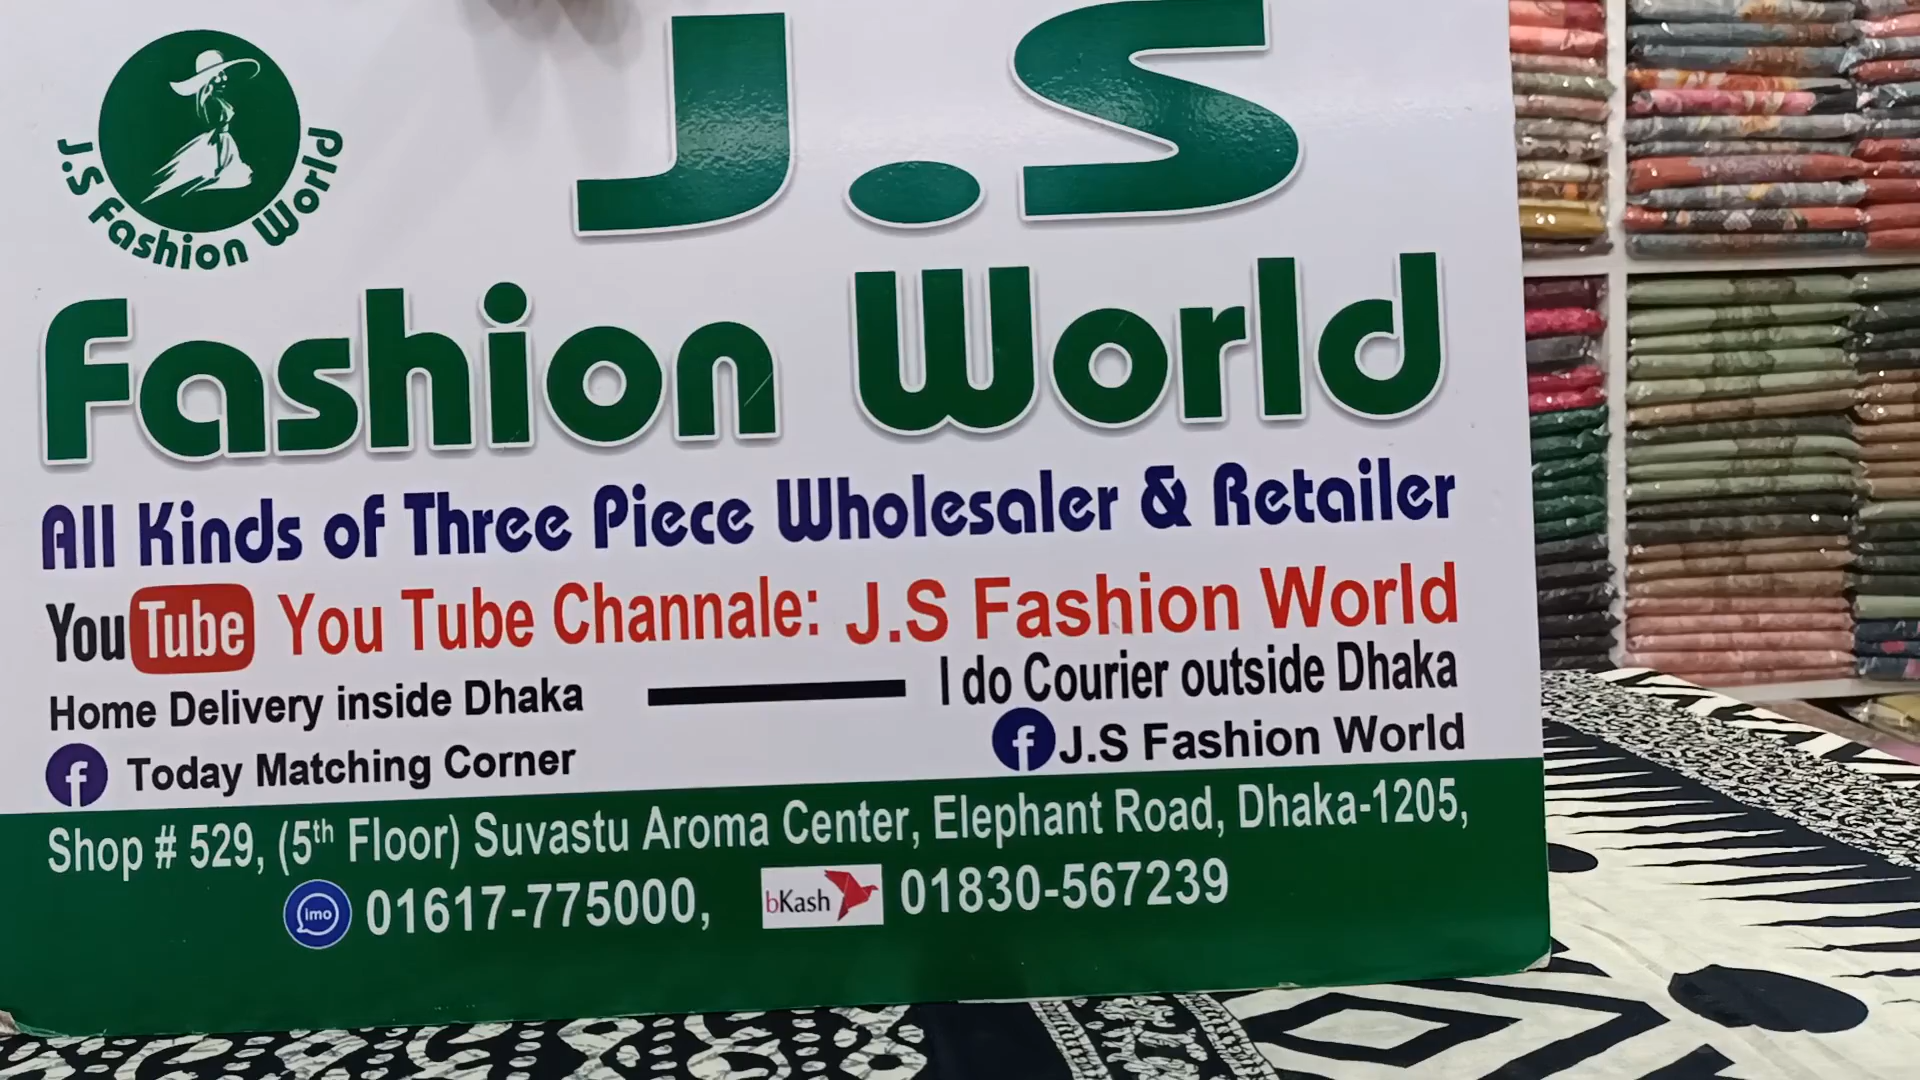 J.S Fashion World
J.S
Fashion World
All Kinds of Three Piece Wholesaler & Retailer
YouTube You Tube Channale: J.S Fashion World
Home Delivery inside Dhaka — I do Courier outside Dhaka
f Today Matching Corner f J.S Fashion World
Shop # 529, (5th Floor) Suvastu Aroma Center, Elephant Road, Dhaka-1205,
imo 01617-775000, bKash 01830-567239